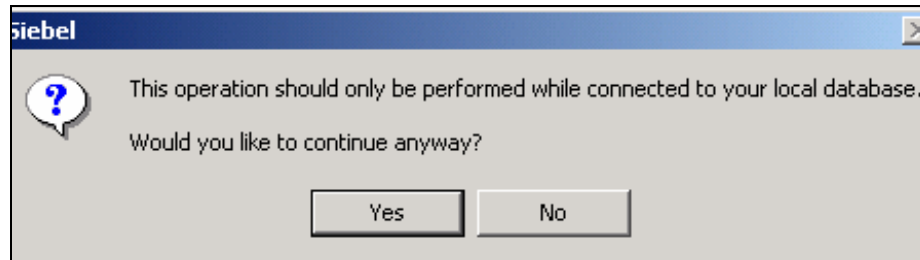 Siebel
This operation should only be performed while connected to your local database.
Would you like to continue anyway?
Yes No